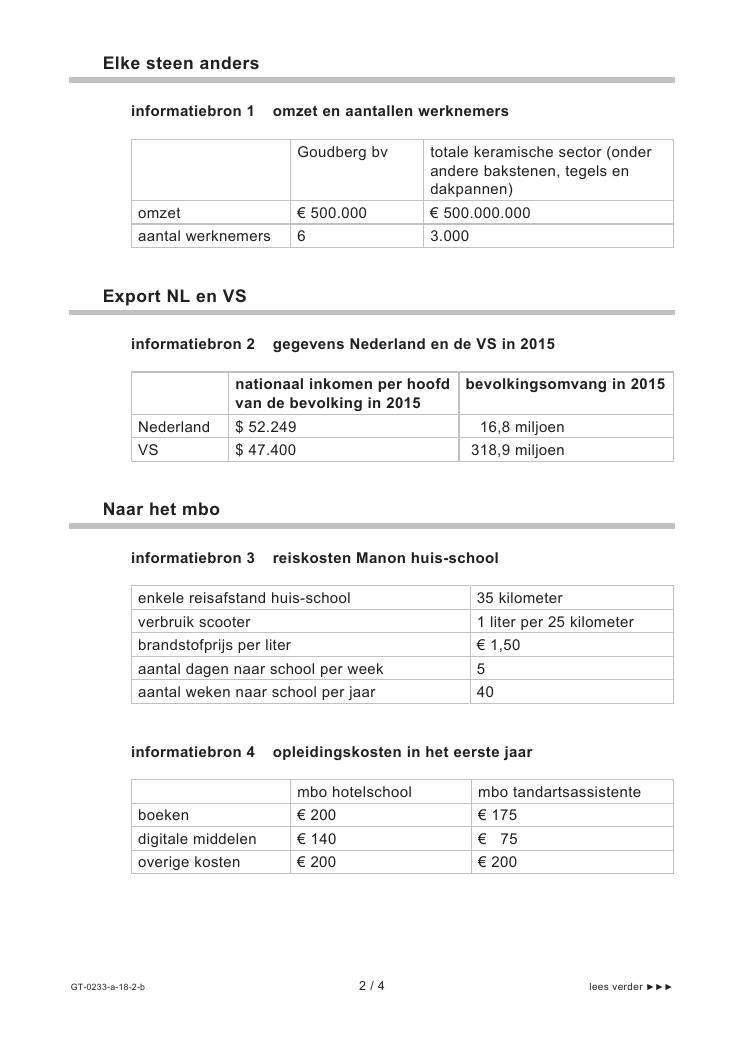 Elke steen anders
informatiebron 1 omzet en aantallen werknemers
Goudberg bv totale keramische sector (onder
andere bakstenen, tegels en
dakpannen)
omzet € 500.000 € 500.000.000
aantal werknemers 6 3.000
Export NL en VS
informatiebron 2 gegevens Nederland en de VS in 2015
nationaal inkomen per hoofd bevolkingsomvang in 2015
van de bevolking in 2015
Nederland $ 52.249 16,8 miljoen
VS $ 47.400 318,9 miljoen
Naar het mbo
informatiebron 3 reiskosten Manon huis-school
enkele reisafstand huis-school 35 kilometer
verbruik scooter 1 liter per 25 kilometer
brandstofprijs per liter € 1,50
aantal dagen naar school per week 5
aantal weken naar school per jaar 40
informatiebron 4 opleidingskosten in het eerste jaar
mbo hotelschool mbo tandartsassistente
boeken € 200 € 175
digitale middelen € 140 € 75
overige kosten € 200 € 200
GT-0233-a-18-2-b 2 / 4 lees verder ►►►